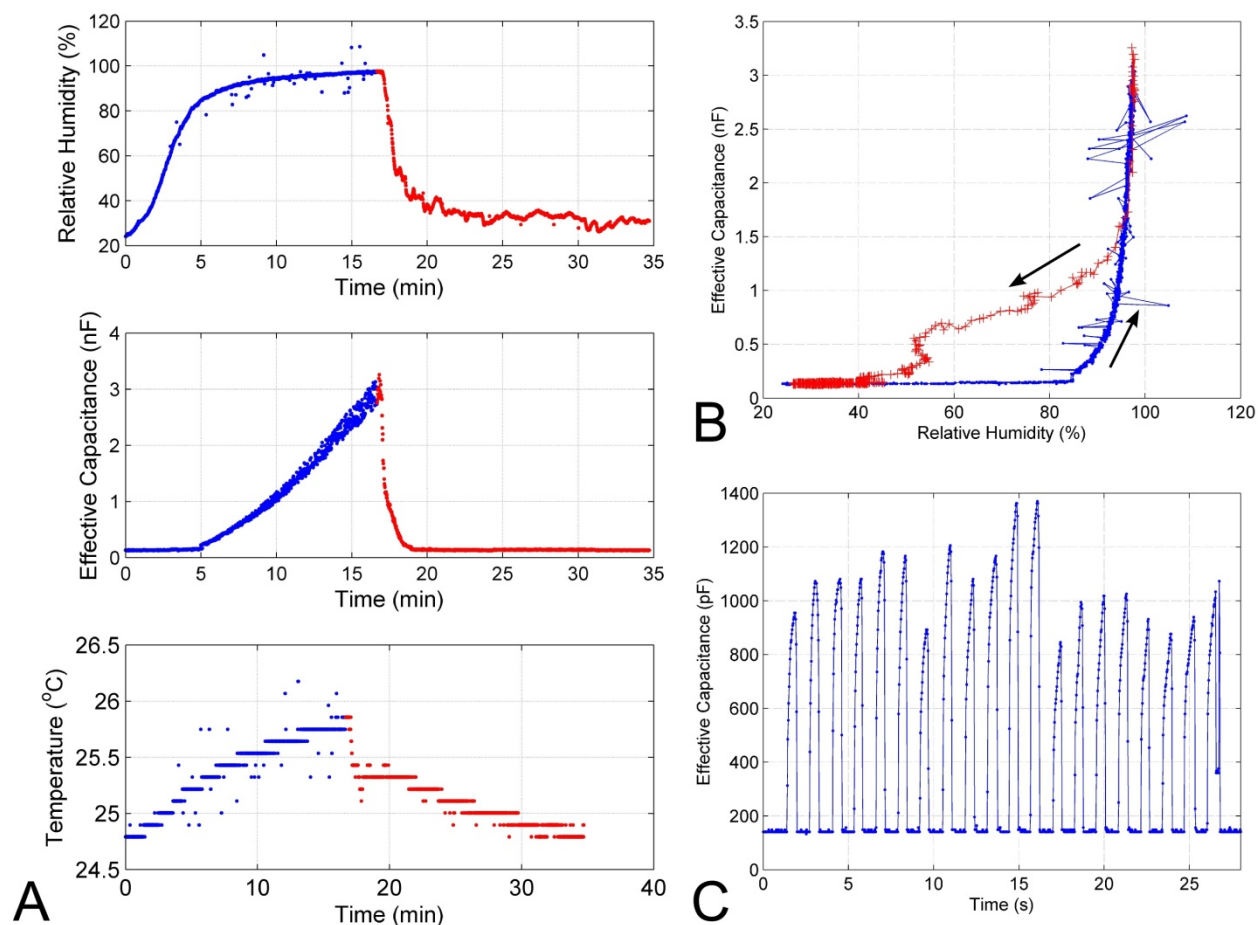 120
100
80
60
40
20
Relative Humidity (%)
0 5 10 15 20 25 30 35
Time (min)
4
3
2
1
0
Effective Capacitance (nF)
0 5 10 15 20 25 30 35
Time (min)
26.5
26
25.5
25
24.5
Temperature (°C)
0 10 20 30 40
Time (min)
A
3.5
3
2.5
2
1.5
1
0.5
0
Effective Capacitance (nF)
20 40 60 80 100 120
Relative Humidity (%)
B
1400
1200
1000
800
600
400
200
0
Effective Capacitance (pF)
0 5 10 15 20 25
Time (s)
C